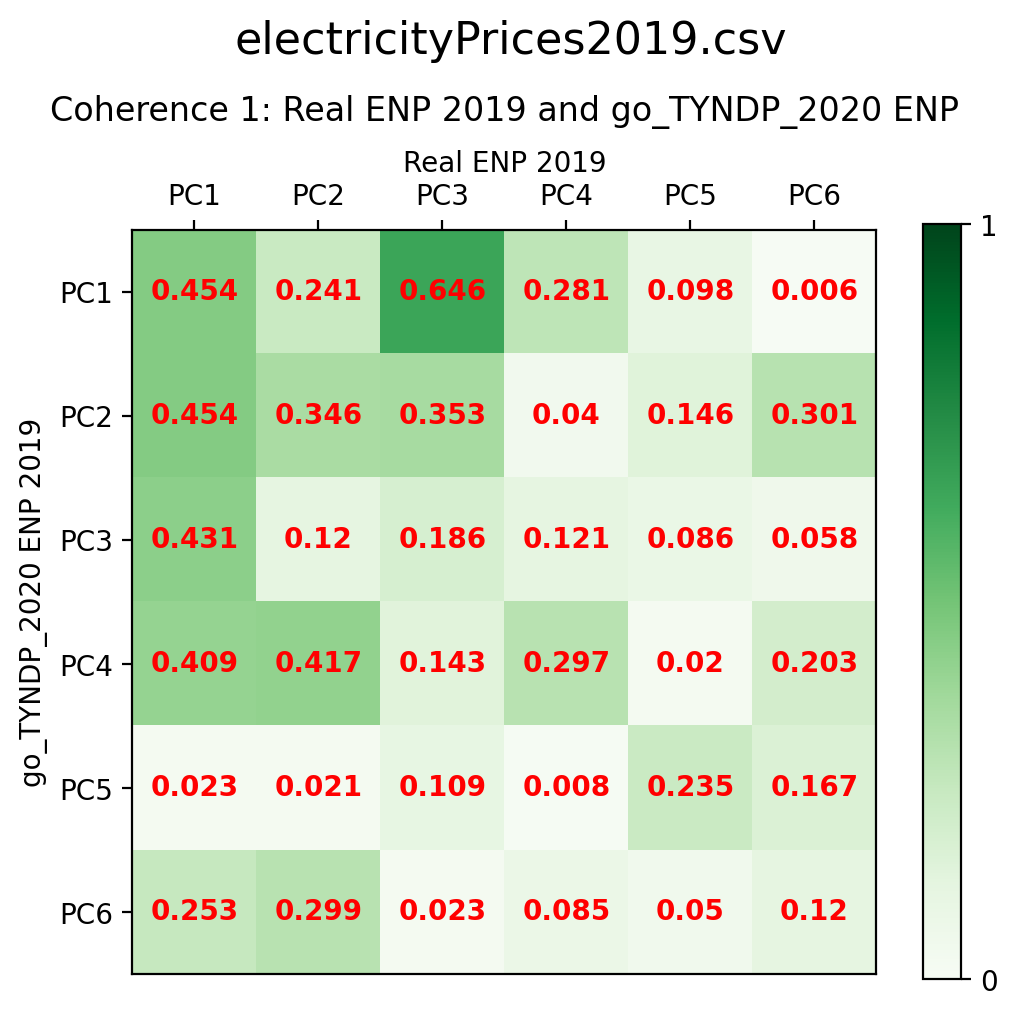 electricityPrices2019.csv
Coherence 1: Real ENP 2019 and go_TYNDP_2020 ENP
Real ENP 2019
PC1 PC2 PC3 PC4 PC5 PC6
1
PC1 0.454 0.241 0.646 0.281 0.098 0.006
PC2 0.454 0.346 0.353 0.04 0.146 0.301
PC3 0.431 0.12 0.186 0.121 0.086 0.058
PC4 0.409 0.417 0.143 0.297 0.02 0.203
PC5 0.023 0.021 0.109 0.008 0.235 0.167
PC6 0.253 0.299 0.023 0.085 0.05 0.12
0
go_TYNDP_2020 ENP 2019